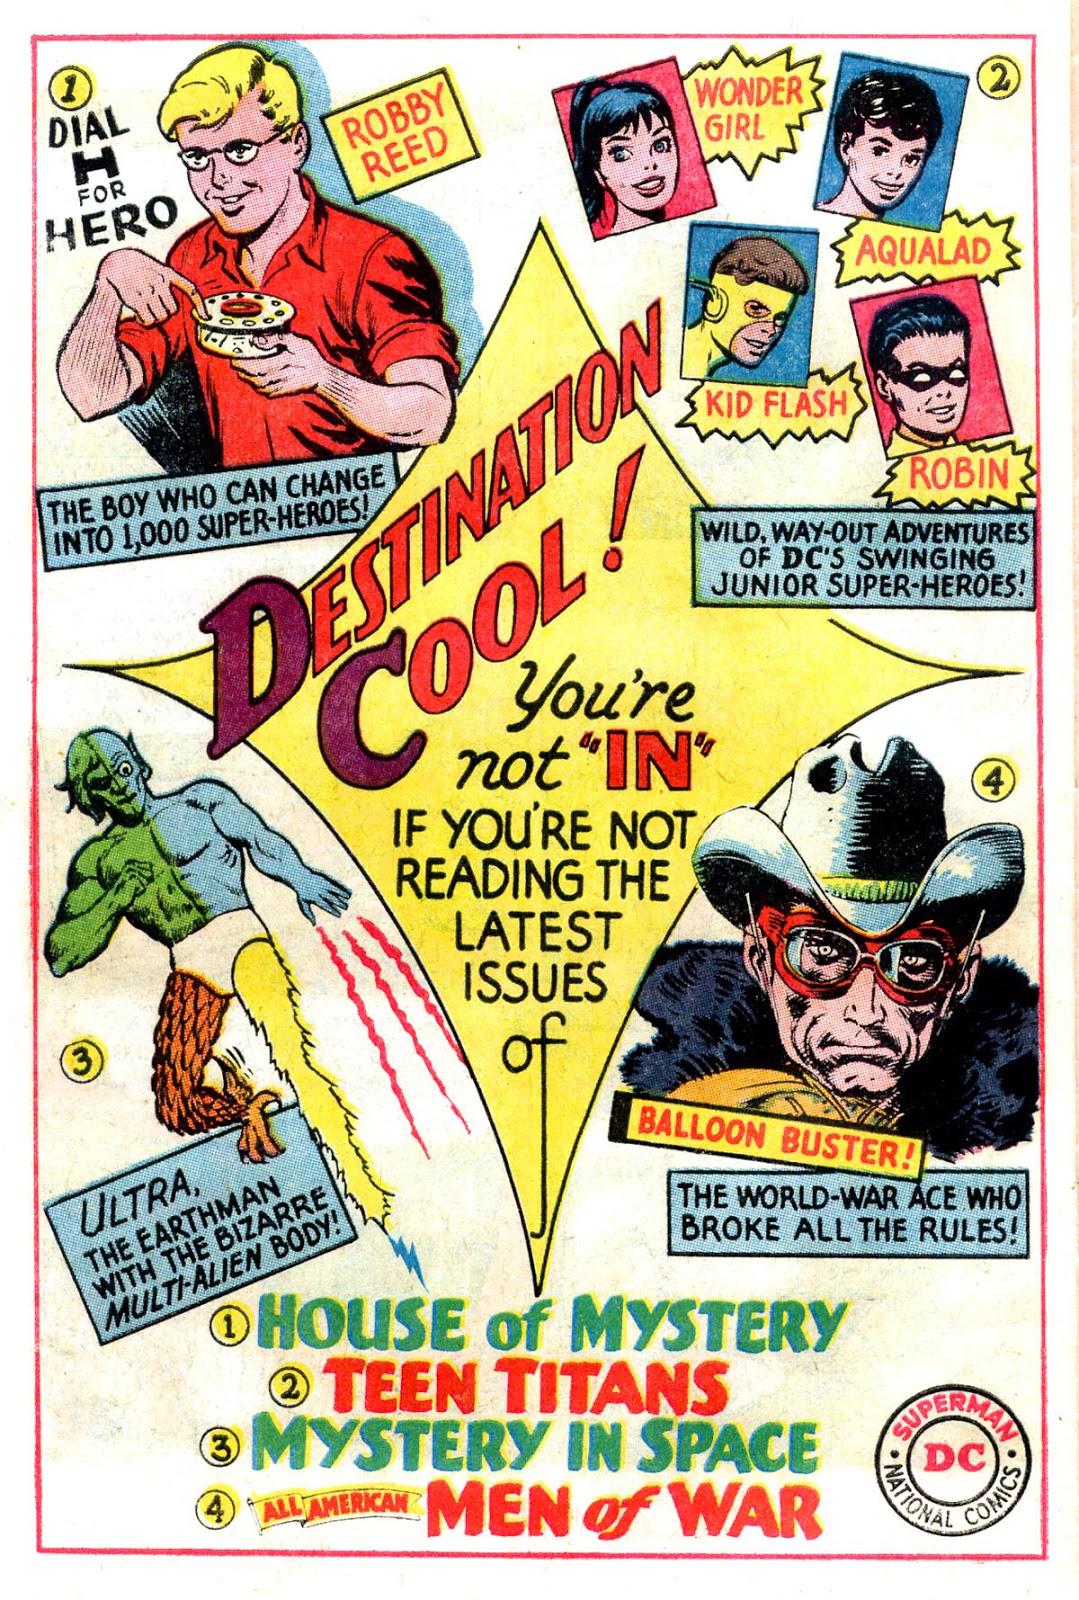 1
DIAL
H
FOR
HERO
ROBBY
REED
THE BOY WHO CAN CHANGE
INTO 1,000 SUPER-HEROES!
2
WONDER
GIRL
AQUALAD
KID FLASH
ROBIN
WILD, WAY-OUT ADVENTURES
OF DC'S SWINGING
JUNIOR SUPER-HEROES!
DESTINATION
COOL!
You're
not "IN"
IF YOU'RE NOT
READING THE
LATEST
ISSUES
of
3
ULTRA,
THE EARTHMAN
WITH THE BIZARRE
MULTI-ALIEN BODY!
4
BALLOON BUSTER!
THE WORLD-WAR ACE WHO
BROKE ALL THE RULES!
1 HOUSE of MYSTERY
2 TEEN TITANS
3 MYSTERY IN SPACE
4 ALL AMERICAN MEN of WAR
SUPERMAN
DC
NATIONAL COMICS